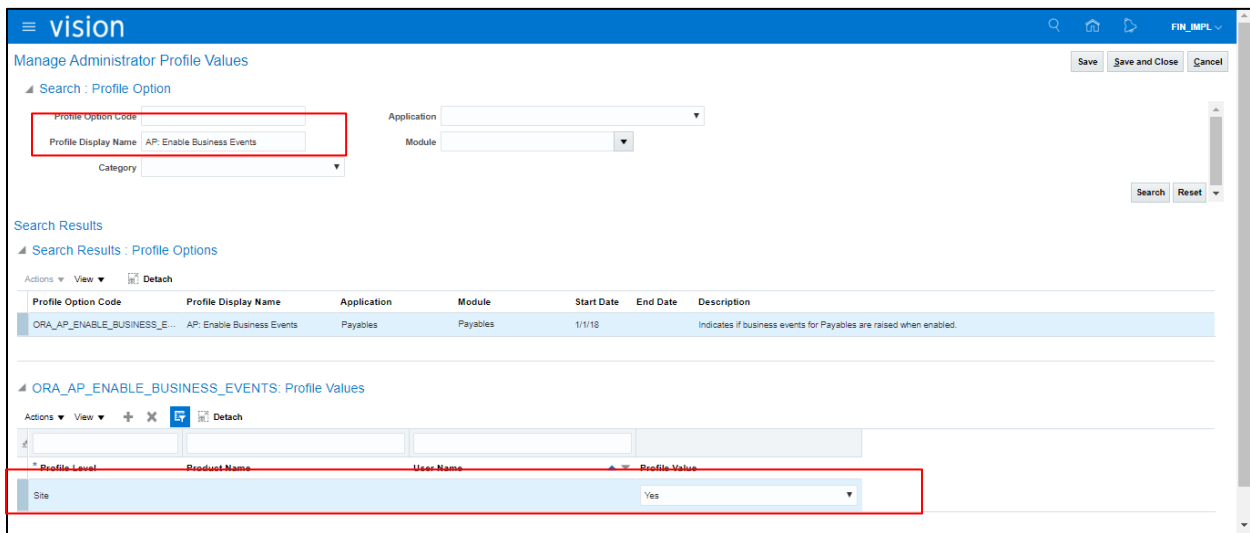 vision
FIN_IMPL
Manage Administrator Profile Values
Save Save and Close Cancel
Search : Profile Option
Profile Option Code Application
Profile Display Name AP: Enable Business Events Module
Category
Search Reset
Search Results
Search Results : Profile Options
Actions View Detach
Profile Option Code Profile Display Name Application Module Start Date End Date Description
ORA_AP_ENABLE_BUSINESS_E... AP: Enable Business Events Payables Payables 1/1/18 Indicates if business events for Payables are raised when enabled.
ORA_AP_ENABLE_BUSINESS_EVENTS: Profile Values
Actions View Detach
* Profile Level Product Name User Name Profile Value
Site Yes